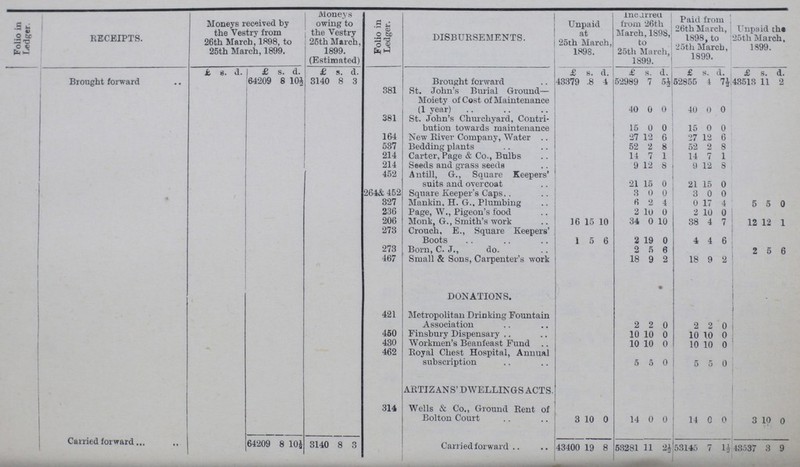 Folio in Ledger. RECEIPTS. Moneys received by the Vestry from 26th March, 1898, to 25th March, 1899. Moneys owing to the Vestry 25th March, 1899. (Estimated) Folio in Ledger. DISBURSEMENTS. Unpaid at 25th March, 1898. Incurred from 26th March, 1898, to 25th March, 1899. Paid from 26th March, 1898, to 25th March, 1899. Unpaid the 25th March, 1899.
£ s. d. £ s. d. £ s. d. £ s. d. £ s. d. £ s. d. £ s. d.
Brought forward .. 64209 8 10½ 3140 8 3 Brought forward .. 43379 .8 4 52989 7 5½ 52855 4 7½ 43513 11 2
381 St. John's Burial Ground—
Moiety of Cost of Maintenance
(1 year) .. .. .. 40 0 0 40 0 0
381 St. John's Churchyard, Contri-
bution towards maintenance 15 0 0 15 0 0
164 New River Company, Water .. 27 12 6 27 12 6
537 Bedding plants .. .. 52 2 8 52 2 8
214 Carter, Page & Co., Bulbs .. 14 7 1 14 7 1
214 Seeds and grass seeds .. 9 12 8 9 12 8
452 Antill, G., Square Keepers'
suits and overcoat .. 21 15 0 21 15 0
264& 452 Square Keeper's Caps.. .. 3 0 0 3 0 0
327 Mankin, H. G., Plumbing .. 6 2 4 0 17 4 5 5 0
236 Page, W., Pigeon's food .. 2 10 0 2 10 0
206 Monk, G., Smith's work .. 16 15 10 34 0 10 38 4 7 12 12 1
273 Crouch, E., Square Keepers'
Boots .. .. .. 1 5 6 2 19 0 4 4 6
273 Born, C. J., do. .. 2 5 6 2 5 6
467 Small & Sons, Carpenter's work 18 9 2 18 9 2
DONATIONS.
421 Metropolitan Drinking Fountain
Association .. .. 2 2 0 2 2 0
450 Finsbury Dispensary .. .. 10 10 0 10 10 0
430 Workmen's Beanfeast Fund .. 10 10 0 10 10 0
462 Royal Chest Hospital, Annual
subscription .. .. 5 5 0 5 5 0
ARTIZANS' DWELLINGS ACTS.
314 Wells & Co., Ground Rent of
Bolton Court .. .. 3 10 0 14 0 0 14 0 0 3 10 0
Carried forward ... .. 64209 8 10½ 3140 8 3 Carried forward .. .. 43400 19 8 53281 11 2½ 53145 7 1½ 43537 3 9